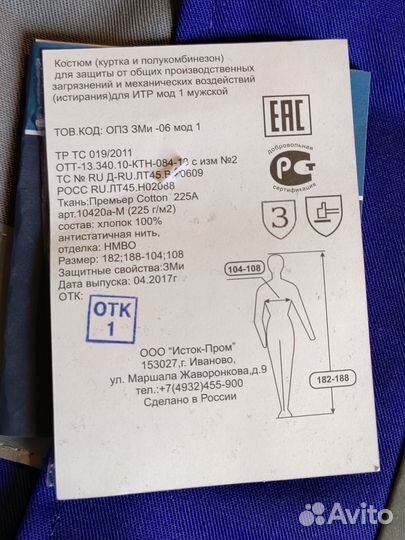 Костюм (куртка и полукомбинезон)
для защиты от общих производственных
загрязнений и механических воздействий
(истирания)для ИТР мод 1 мужской
ТОВ.КОД: ОПЗ ЗМи -06 мод 1
ТР ТС 019/2011
ОТТ-13.340.10-КТН-084-13 с изм №2
ТС № RU Д-RU.ЛТ45.В. 0609
РОСС RU.ЛТ45.Н02088
Ткань:Премьер Cotton 225А
арт.10420а-М (225 г/м2)
состав: хлопок 100%
антистатичная нить,
отделка: НМВО
Размер: 182;188-104;108
Защитные свойства:ЗМи
Дата выпуска: 04.2017г
ОТК:
ОТК
1
ЕАС
добровольная
РСТ
сертификация
З
104-108
182-188
ООО "Исток-Пром"
153027,г. Иваново,
ул. Маршала Жаворонкова,д.9
тел.:+7(4932)455-900
Сделано в России
Avito